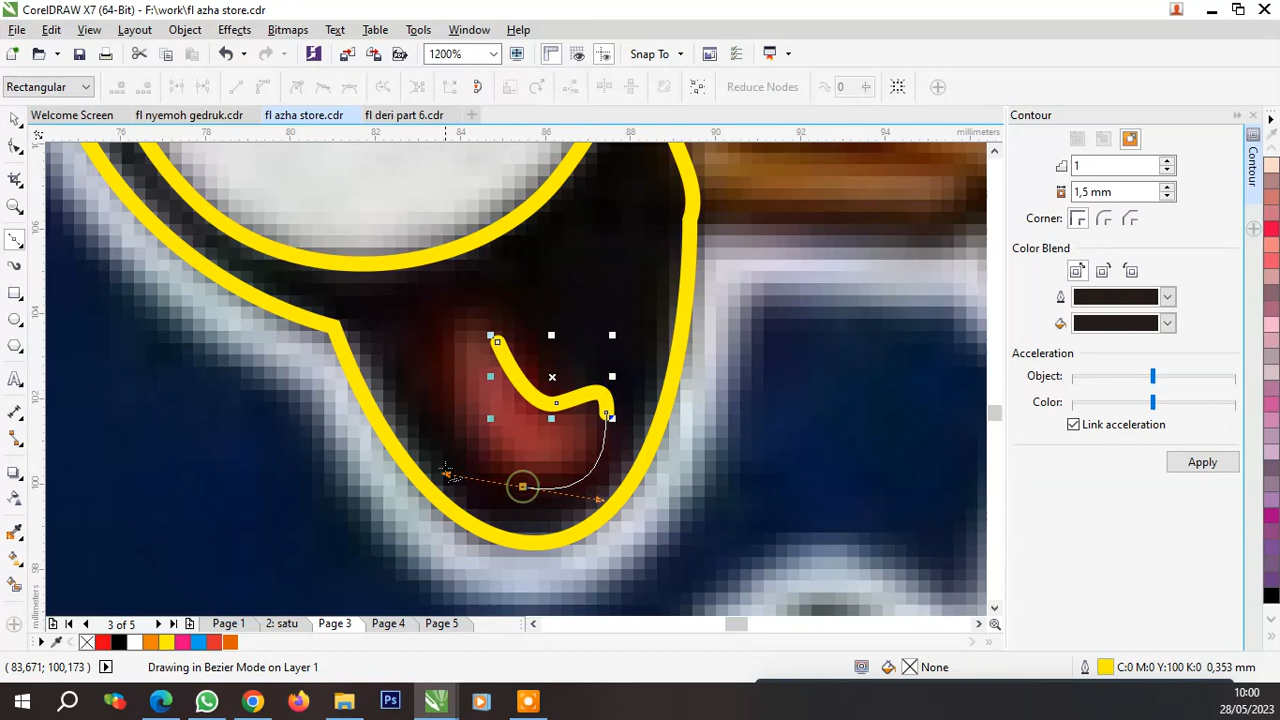 CorelDRAW X7 (64-Bit) - F:\work\fl azha store.cdr
File Edit View Layout Object Effects Bitmaps Text Table Tools Window Help
1200% Snap To
Rectangular Reduce Nodes 0
Welcome Screen fl nyemoh gedruk.cdr fl azha store.cdr fl deri part 6.cdr
76 78 80 82 84 86 88 90 92 94 millimeters
106
104
102
100
98
millimeters
Contour
1
1,5 mm
Corner:
Color Blend
Acceleration
Object:
Color:
Link acceleration
Apply
Contour
3 of 5 Page 1 2: satu Page 3 Page 4 Page 5
( 83,671; 100,173 ) Drawing in Bezier Mode on Layer 1 None C:0 M:0 Y:100 K:0 0,353 mm
Ps
10:00
28/05/2023